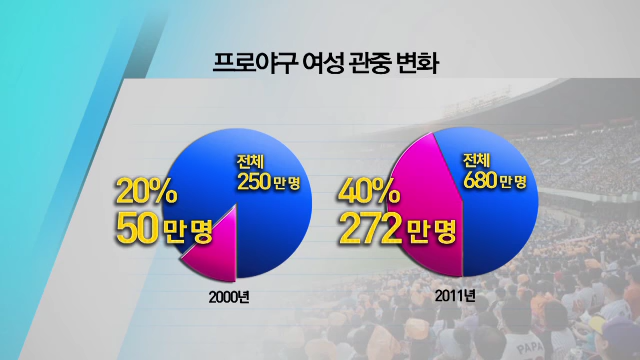 프로야구 여성 관중 변화
전체
250만 명
20%
50만 명
2000년
전체
680만 명
40%
272만 명
2011년
PAPA